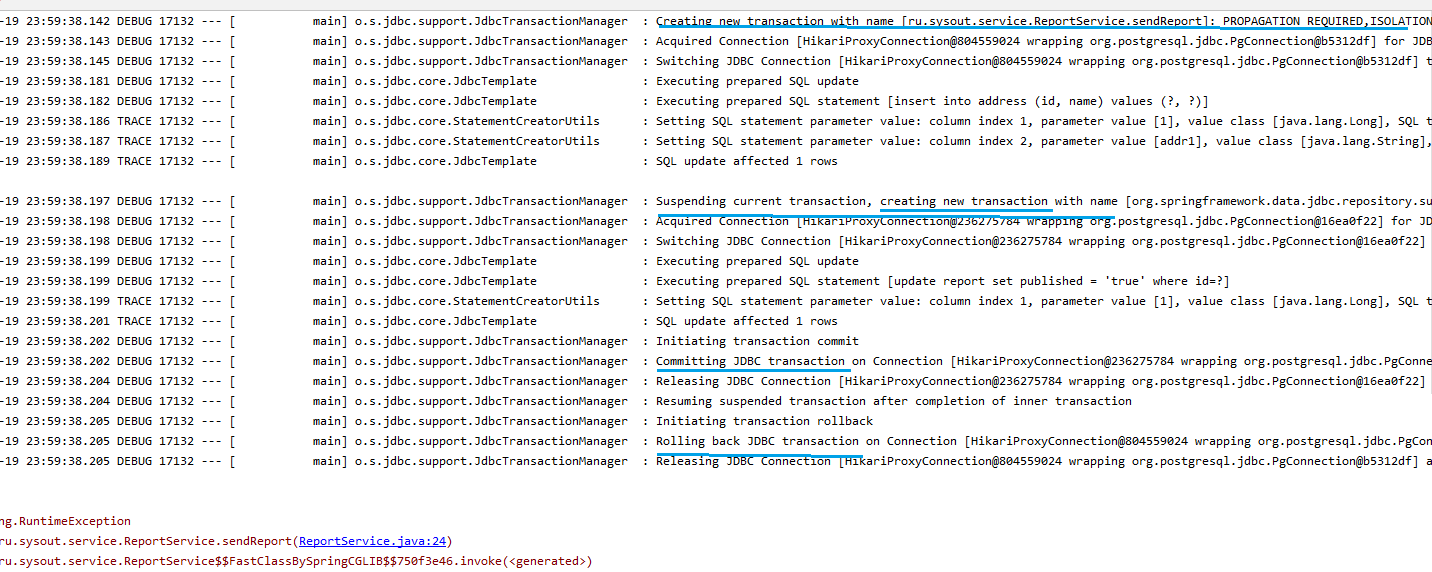 -19 23:59:38.142 DEBUG 17132 --- [           main] o.s.jdbc.support.JdbcTransactionManager  : Creating new transaction with name [ru.sysout.service.ReportService.sendReport]: PROPAGATION_REQUIRED,ISOLATION
-19 23:59:38.143 DEBUG 17132 --- [           main] o.s.jdbc.support.JdbcTransactionManager  : Acquired Connection [HikariProxyConnection@804559024 wrapping org.postgresql.jdbc.PgConnection@b5312df] for JDB
-19 23:59:38.145 DEBUG 17132 --- [           main] o.s.jdbc.support.JdbcTransactionManager  : Switching JDBC Connection [HikariProxyConnection@804559024 wrapping org.postgresql.jdbc.PgConnection@b5312df] t
-19 23:59:38.181 DEBUG 17132 --- [           main] o.s.jdbc.core.JdbcTemplate               : Executing prepared SQL update
-19 23:59:38.182 DEBUG 17132 --- [           main] o.s.jdbc.core.JdbcTemplate               : Executing prepared SQL statement [insert into address (id, name) values (?, ?)]
-19 23:59:38.186 TRACE 17132 --- [           main] o.s.jdbc.core.StatementCreatorUtils      : Setting SQL statement parameter value: column index 1, parameter value [1], value class [java.lang.Long], SQL t
-19 23:59:38.187 TRACE 17132 --- [           main] o.s.jdbc.core.StatementCreatorUtils      : Setting SQL statement parameter value: column index 2, parameter value [addr1], value class [java.lang.String],
-19 23:59:38.189 TRACE 17132 --- [           main] o.s.jdbc.core.JdbcTemplate               : SQL update affected 1 rows
-19 23:59:38.197 DEBUG 17132 --- [           main] o.s.jdbc.support.JdbcTransactionManager  : Suspending current transaction, creating new transaction with name [org.springframework.data.jdbc.repository.su
-19 23:59:38.198 DEBUG 17132 --- [           main] o.s.jdbc.support.JdbcTransactionManager  : Acquired Connection [HikariProxyConnection@236275784 wrapping org.postgresql.jdbc.PgConnection@16ea0f22] for JD
-19 23:59:38.198 DEBUG 17132 --- [           main] o.s.jdbc.support.JdbcTransactionManager  : Switching JDBC Connection [HikariProxyConnection@236275784 wrapping org.postgresql.jdbc.PgConnection@16ea0f22]
-19 23:59:38.199 DEBUG 17132 --- [           main] o.s.jdbc.core.JdbcTemplate               : Executing prepared SQL update
-19 23:59:38.199 DEBUG 17132 --- [           main] o.s.jdbc.core.JdbcTemplate               : Executing prepared SQL statement [update report set published = 'true' where id=?]
-19 23:59:38.199 TRACE 17132 --- [           main] o.s.jdbc.core.StatementCreatorUtils      : Setting SQL statement parameter value: column index 1, parameter value [1], value class [java.lang.Long], SQL t
-19 23:59:38.201 TRACE 17132 --- [           main] o.s.jdbc.core.JdbcTemplate               : SQL update affected 1 rows
-19 23:59:38.202 DEBUG 17132 --- [           main] o.s.jdbc.support.JdbcTransactionManager  : Initiating transaction commit
-19 23:59:38.202 DEBUG 17132 --- [           main] o.s.jdbc.support.JdbcTransactionManager  : Committing JDBC transaction on Connection [HikariProxyConnection@236275784 wrapping org.postgresql.jdbc.PgConne
-19 23:59:38.204 DEBUG 17132 --- [           main] o.s.jdbc.support.JdbcTransactionManager  : Releasing JDBC Connection [HikariProxyConnection@236275784 wrapping org.postgresql.jdbc.PgConnection@16ea0f22]
-19 23:59:38.204 DEBUG 17132 --- [           main] o.s.jdbc.support.JdbcTransactionManager  : Resuming suspended transaction after completion of inner transaction
-19 23:59:38.205 DEBUG 17132 --- [           main] o.s.jdbc.support.JdbcTransactionManager  : Initiating transaction rollback
-19 23:59:38.205 DEBUG 17132 --- [           main] o.s.jdbc.support.JdbcTransactionManager  : Rolling back JDBC transaction on Connection [HikariProxyConnection@804559024 wrapping org.postgresql.jdbc.PgCon
-19 23:59:38.205 DEBUG 17132 --- [           main] o.s.jdbc.support.JdbcTransactionManager  : Releasing JDBC Connection [HikariProxyConnection@804559024 wrapping org.postgresql.jdbc.PgConnection@b5312df] a
ng.RuntimeException
ru.sysout.service.ReportService.sendReport(ReportService.java:24)
ru.sysout.service.ReportService$$FastClassBySpringCGLIB$$750f3e46.invoke(<generated>)